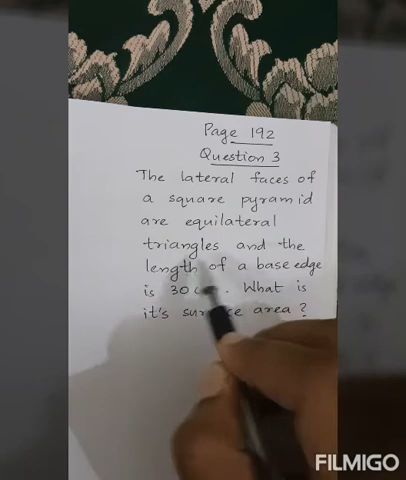 Page 192
Question 3
The lateral faces of
a square pyramid
are equilateral
triangles and the
length of a base edge
is 30 . What is
it's area ?
FILMIGO